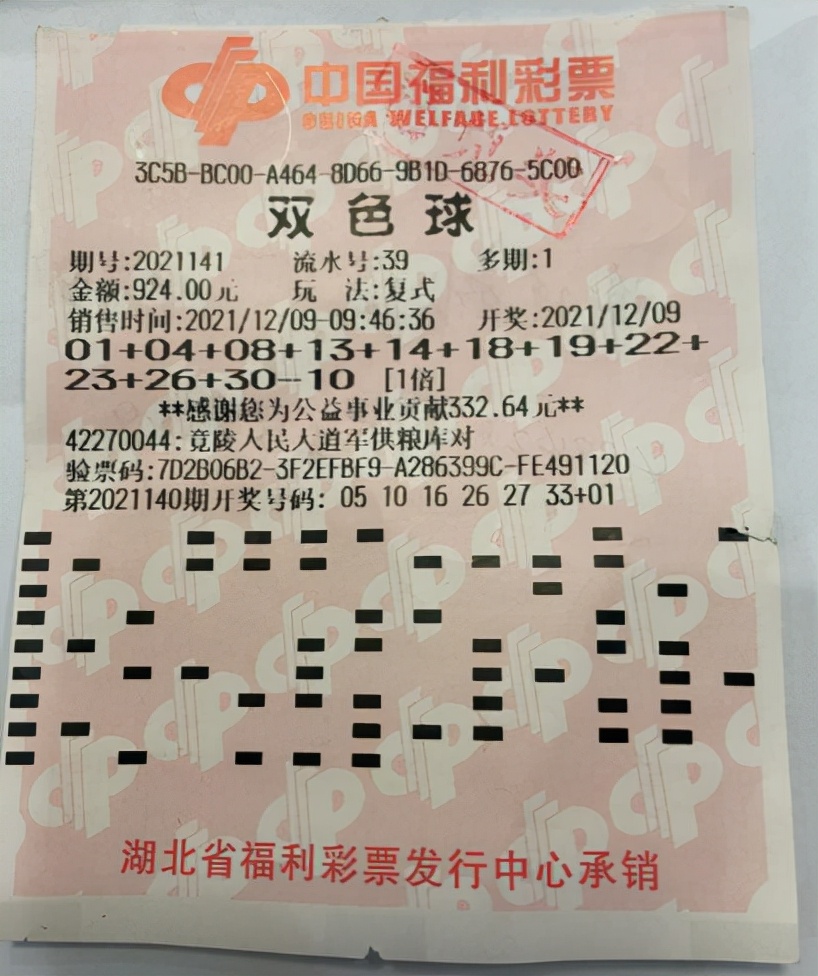 中国福利彩票
CHINA WELFARE LOTTERY
3C5B-BC00-A464-8D66-9B1D-6876-5C00
双色球
期号:2021141 流水号:39 多期:1
金额:924.00元 玩 法:复式
销售时间:2021/12/09-09:46:36 开奖:2021/12/09
01+04+08+13+14+18+19+22+
23+26+30--10 [1倍]
**感谢您为公益事业贡献332.64元**
42270044:竟陵人民大道军供粮库对
验票码:7D2B06B2-3F2EFBF9-A286399C-FE491120
第2021140期开奖号码: 05 10 16 26 27 33+01
湖北省福利彩票发行中心承销